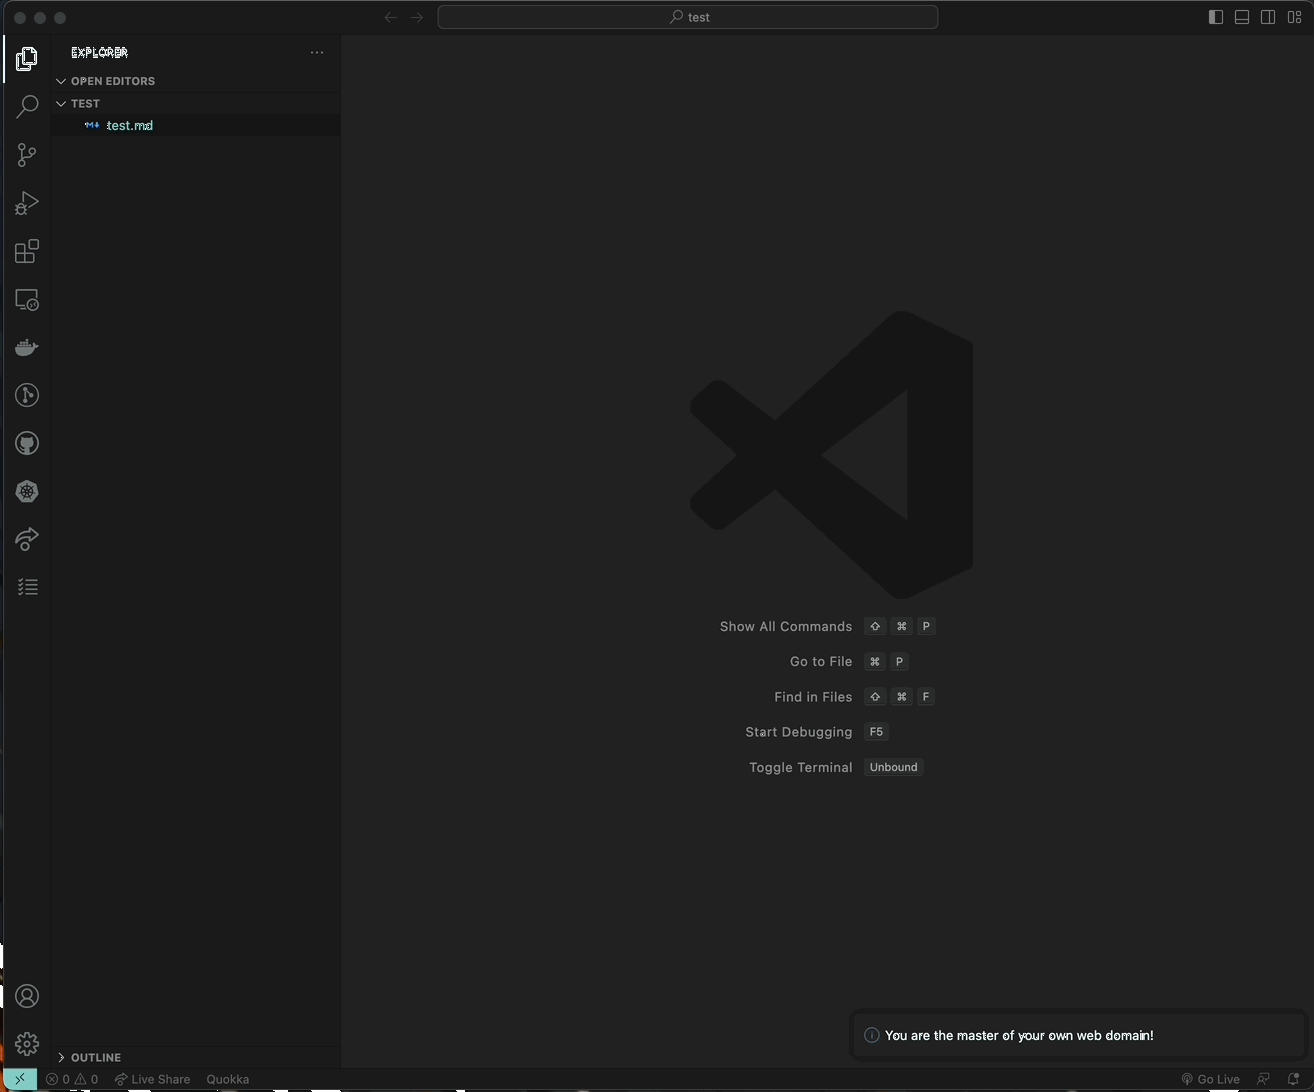 test
EXPLORER
OPEN EDITORS
TEST
M↓ test.md
Show All Commands ⇧ ⌘ P
Go to File ⌘ P
Find in Files ⇧ ⌘ F
Start Debugging F5
Toggle Terminal Unbound
You are the master of your own web domain!
OUTLINE
0 0 Live Share Quokka Go Live